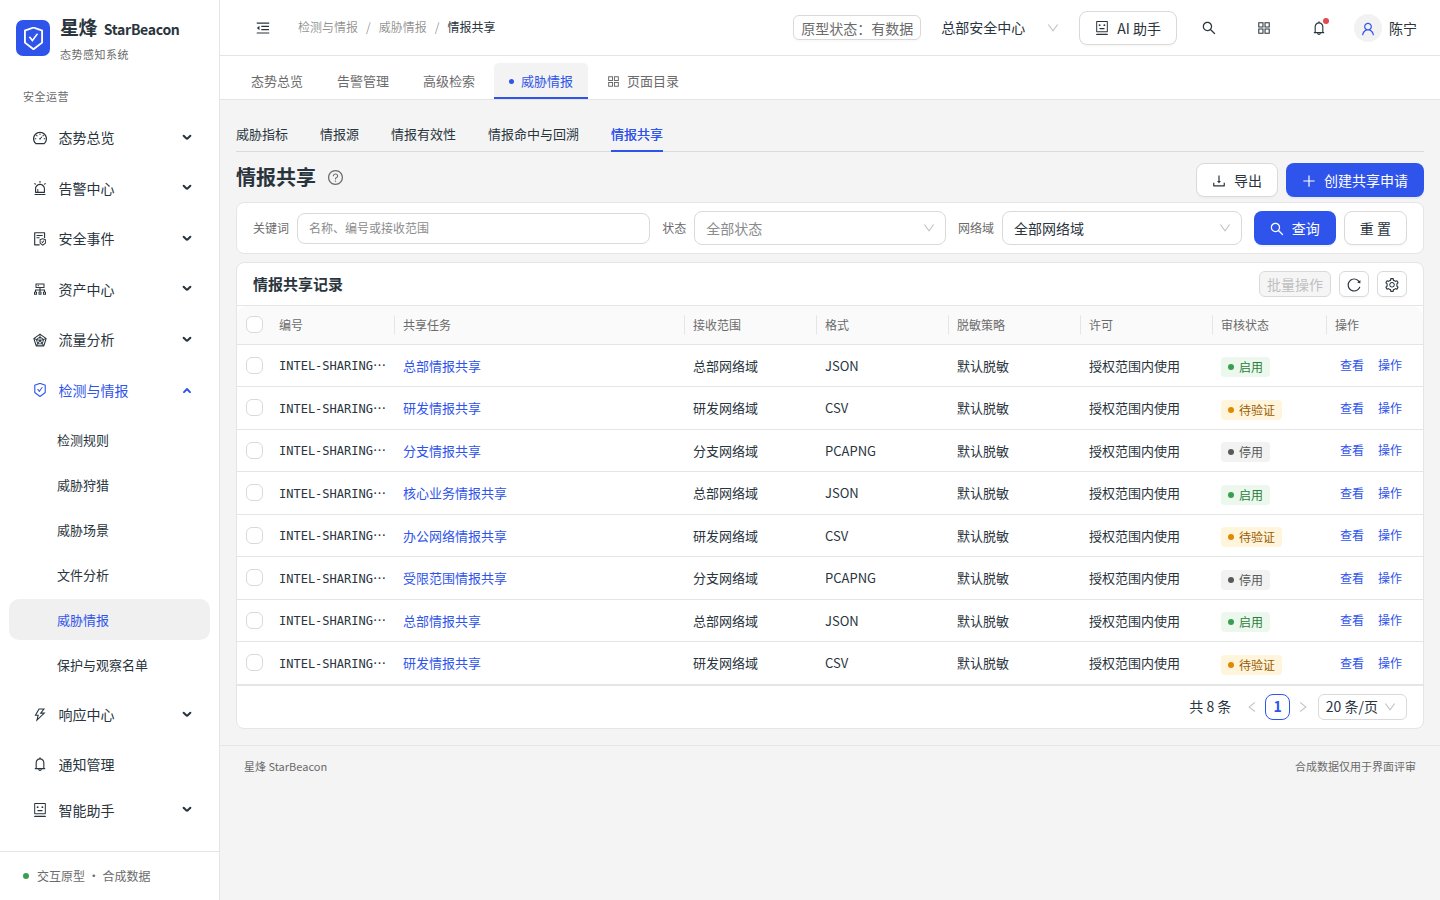 星烽 StarBeacon
态势感知系统
安全运营
态势总览
告警中心
安全事件
资产中心
流量分析
检测与情报
检测规则
威胁狩猎
威胁场景
文件分析
威胁情报
保护与观察名单
响应中心
通知管理
智能助手
交互原型 · 合成数据
检测与情报 / 威胁情报 / 情报共享
原型状态：有数据
总部安全中心
AI 助手
陈宁
态势总览 告警管理 高级检索 威胁情报 页面目录
威胁指标 情报源 情报有效性 情报命中与回溯 情报共享
情报共享
导出
创建共享申请
关键词 名称、编号或接收范围 状态 全部状态 网络域 全部网络域 查询 重 置
情报共享记录
批量操作
编号 共享任务 接收范围 格式 脱敏策略 许可 审核状态 操作
INTEL-SHARING··· 总部情报共享 总部网络域 JSON 默认脱敏 授权范围内使用 启用 查看 操作
INTEL-SHARING··· 研发情报共享 研发网络域 CSV 默认脱敏 授权范围内使用 待验证 查看 操作
INTEL-SHARING··· 分支情报共享 分支网络域 PCAPNG 默认脱敏 授权范围内使用 停用 查看 操作
INTEL-SHARING··· 核心业务情报共享 总部网络域 JSON 默认脱敏 授权范围内使用 启用 查看 操作
INTEL-SHARING··· 办公网络情报共享 研发网络域 CSV 默认脱敏 授权范围内使用 待验证 查看 操作
INTEL-SHARING··· 受限范围情报共享 分支网络域 PCAPNG 默认脱敏 授权范围内使用 停用 查看 操作
INTEL-SHARING··· 总部情报共享 总部网络域 JSON 默认脱敏 授权范围内使用 启用 查看 操作
INTEL-SHARING··· 研发情报共享 研发网络域 CSV 默认脱敏 授权范围内使用 待验证 查看 操作
共 8 条 1 20 条/页
星烽 StarBeacon
合成数据仅用于界面评审